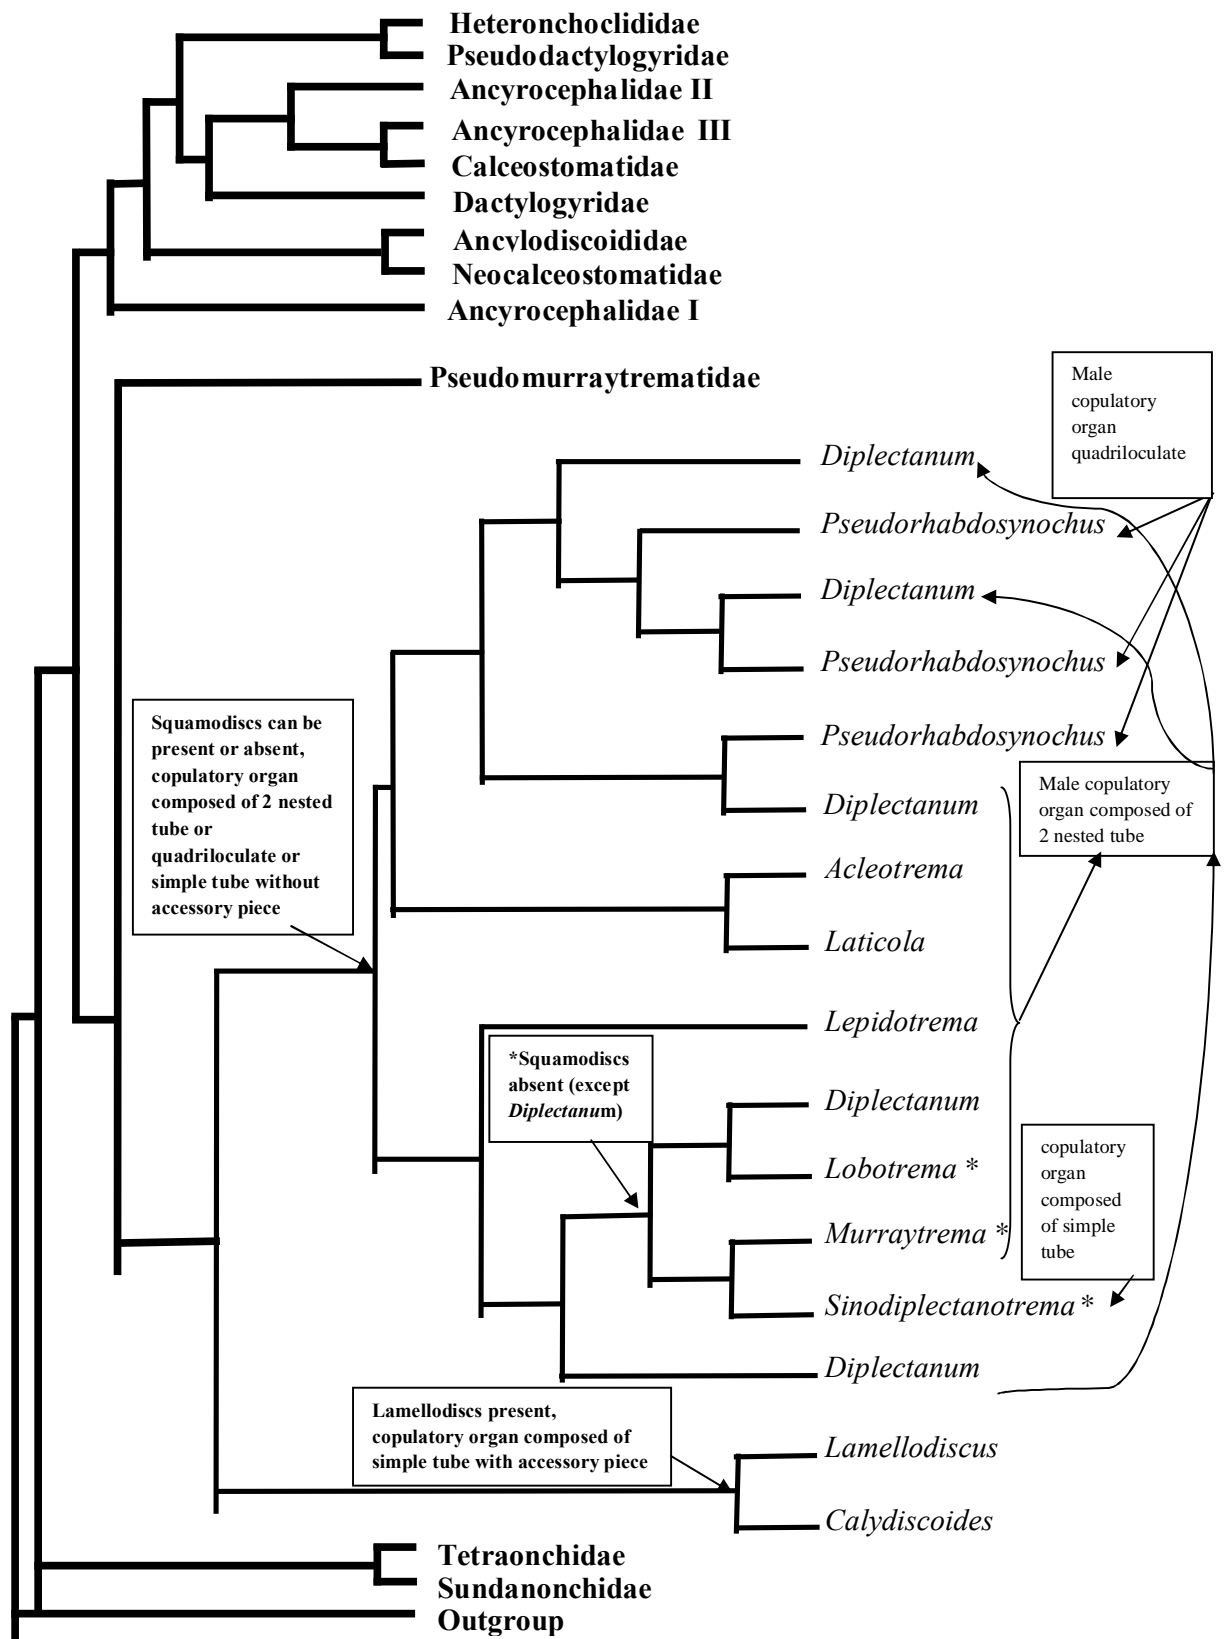 Heteronchoclididae
Pseudodactylogyridae
Ancyrocephalidae II
Ancyrocephalidae III
Calceostomatidae
Dactylogyridae
Ancylodiscoididae
Neocalceostomatidae
Ancyrocephalidae I
Pseudomurraytrematidae
Male
copulatory
organ
quadriloculate
Diplectanum
Pseudorhabdosynochus
Diplectanum
Pseudorhabdosynochus
Squamodiscs can be
present or absent,
copulatory organ
composed of 2 nested
tube or
quadriloculate or
simple tube without
accessory piece
Pseudorhabdosynochus
Male copulatory
organ composed of
2 nested tube
Diplectanum
Acleotrema
Laticola
Lepidotrema
*Squamodiscs
absent (except
Diplectanum)
Diplectanum
Lobotrema *
copulatory
organ
composed
of simple
tube
Murraytrema *
Sinodiplectanotrema *
Diplectanum
Lamellodiscs present,
copulatory organ composed of
simple tube with accessory piece
Lamellodiscus
Calydiscoides
Tetraonchidae
Sundanonchidae
Outgroup